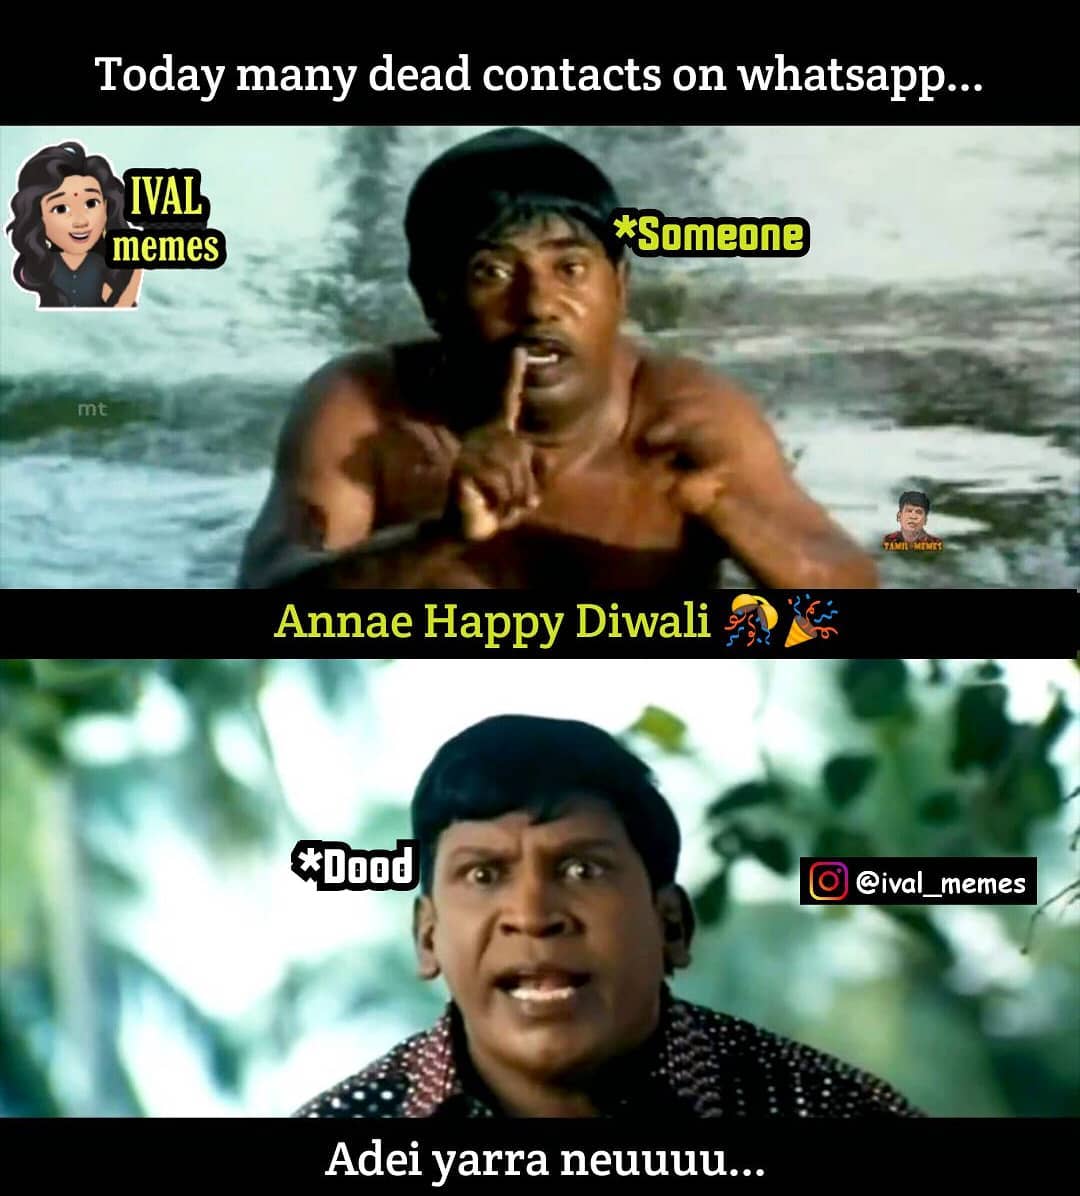 Today many dead contacts on whatsapp...
IVAL
memes
*Someone
mt
TAMIL MEMES
Annae Happy Diwali 🎊🎉
*Dood
@ival_memes
Adei yarra neuuuu...